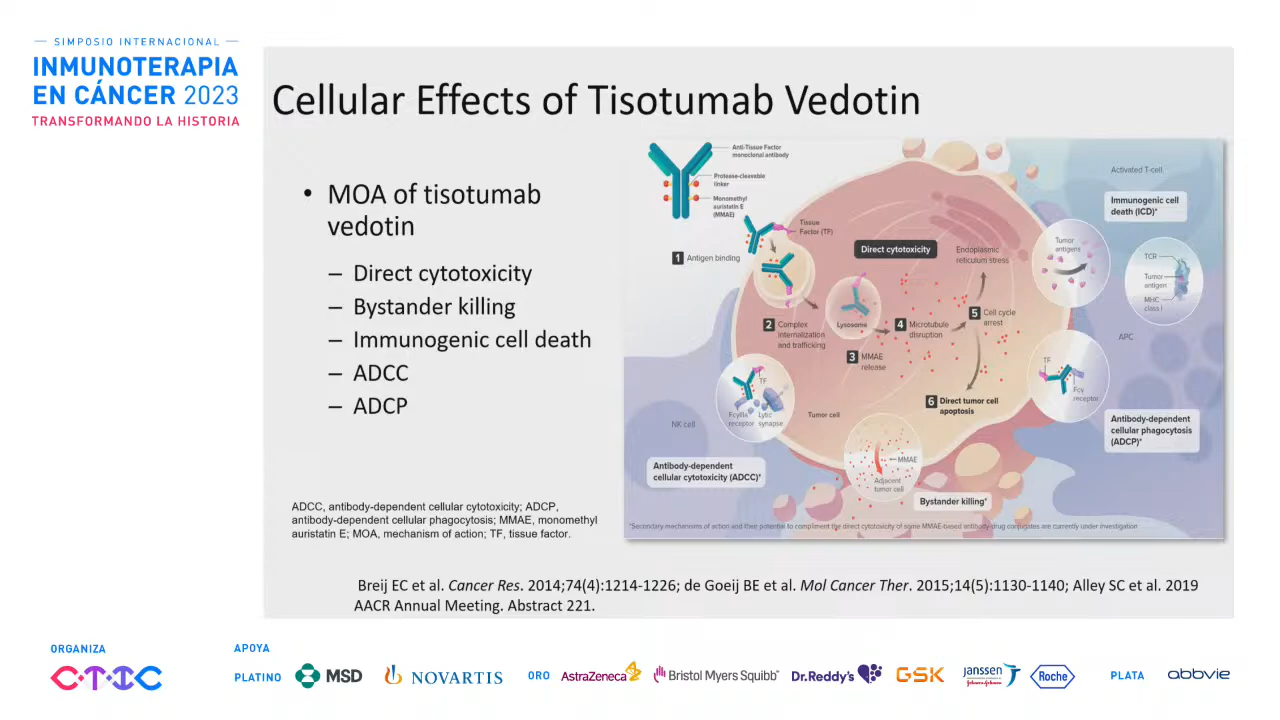 SIMPOSIO INTERNACIONAL
INMUNOTERAPIA
EN CÁNCER 2023
TRANSFORMANDO LA HISTORIA
Cellular Effects of Tisotumab Vedotin
• MOA of tisotumab
vedotin
– Direct cytotoxicity
– Bystander killing
– Immunogenic cell death
– ADCC
– ADCP
ADCC, antibody-dependent cellular cytotoxicity; ADCP,
antibody-dependent cellular phagocytosis; MMAE, monomethyl
auristatin E; MOA, mechanism of action; TF, tissue factor.
Anti-Tissue Factor
monoclonal antibody
Protease-cleavable
linker
Monomethyl
auristatin E
(MMAE)
Tissue
Factor (TF)
1 Antigen binding
2 Complex
internalization
and trafficking
Lysosome
3 MMAE
release
Direct cytotoxicity
4 Microtubule
disruption
Endoplasmic
reticulum stress
5 Cell cycle
arrest
6 Direct tumor cell
apoptosis
Tumor cell
TF
FcγRIIIa
receptor
Lytic
synapse
NK cell
Antibody-dependent
cellular cytotoxicity (ADCC)*
MMAE
Adjacent
tumor cell
Bystander killing*
Activated T-cell
Immunogenic cell
death (ICD)*
Tumor
antigens
TCR
Tumor
antigen
MHC
class I
APC
TF
Fcγ
receptor
Antibody-dependent
cellular phagocytosis
(ADCP)*
*Secondary mechanisms of action and their potential to compliment the direct cytotoxicity of some MMAE-based antibody-drug conjugates are currently under investigation
Breij EC et al. Cancer Res. 2014;74(4):1214-1226; de Goeij BE et al. Mol Cancer Ther. 2015;14(5):1130-1140; Alley SC et al. 2019
AACR Annual Meeting. Abstract 221.
ORGANIZA
CTIC
APOYA
PLATINO
MSD
NOVARTIS
ORO
AstraZeneca
Bristol Myers Squibb
Dr.Reddy's
GSK
janssen
Johnson&Johnson
Roche
PLATA
abbvie